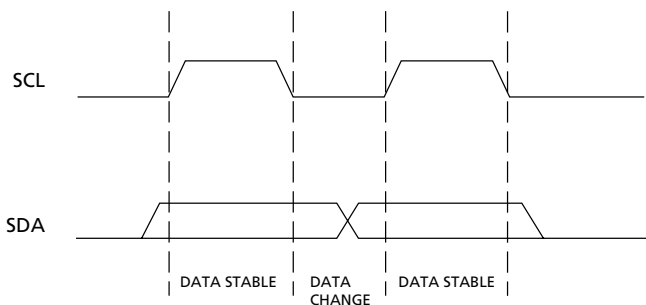 SCL
SDA
DATA STABLE
DATA
CHANGE
DATA STABLE